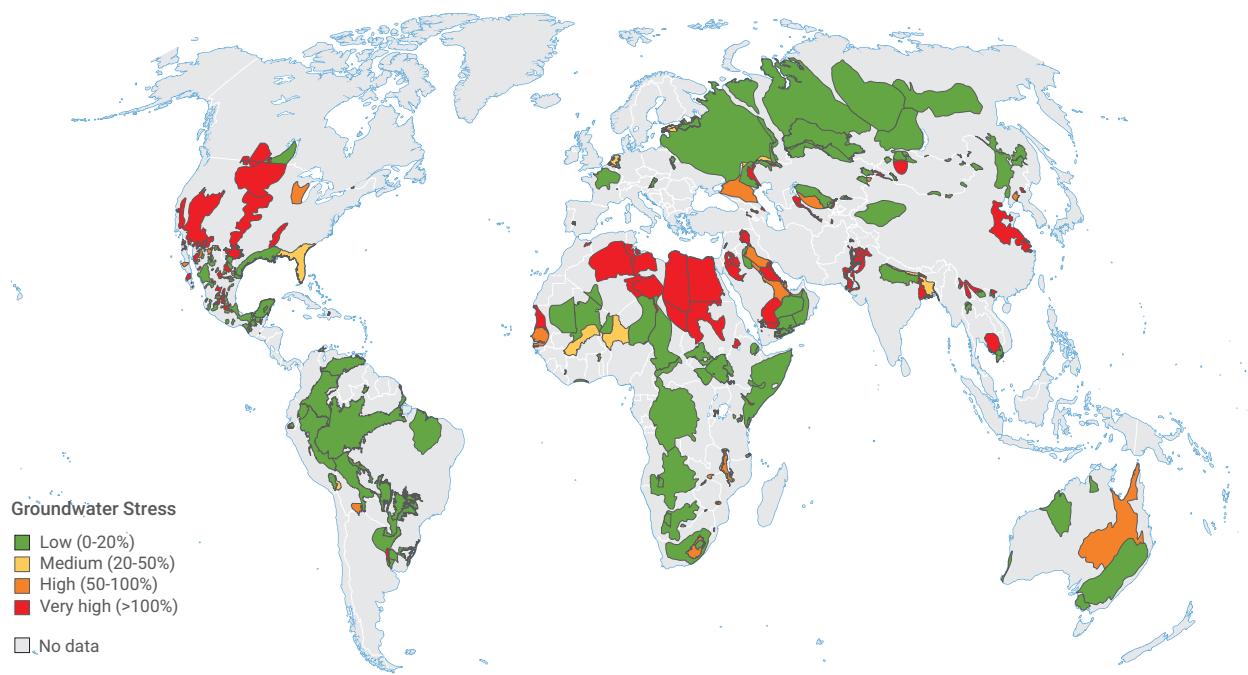 Groundwater Stress
Low (0-20%)
Medium (20-50%)
High (50-100%)
Very high (>100%)
No data